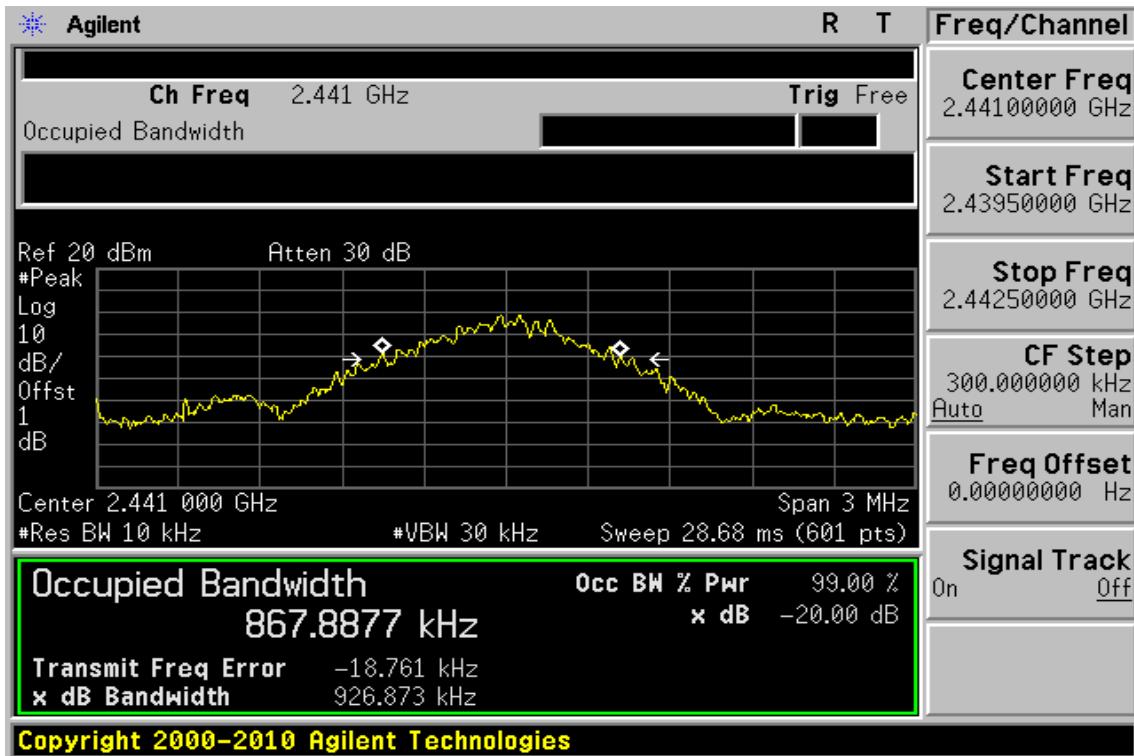 Agilent R T
Ch Freq 2.441 GHz Trig Free
Occupied Bandwidth
Ref 20 dBm Atten 30 dB
#Peak
Log
10
dB/
Offst
1
dB
Center 2.441 000 GHz Span 3 MHz
#Res BW 10 kHz #VBW 30 kHz Sweep 28.68 ms (601 pts)
Occupied Bandwidth
867.8877 kHz
Occ BW % Pwr 99.00 %
x dB -20.00 dB
Transmit Freq Error -18.761 kHz
x dB Bandwidth 926.873 kHz
Copyright 2000-2010 Agilent Technologies
Freq/Channel
Center Freq
2.44100000 GHz
Start Freq
2.43950000 GHz
Stop Freq
2.44250000 GHz
CF Step
300.000000 kHz
Auto Man
Freq Offset
0.00000000 Hz
Signal Track
On Off